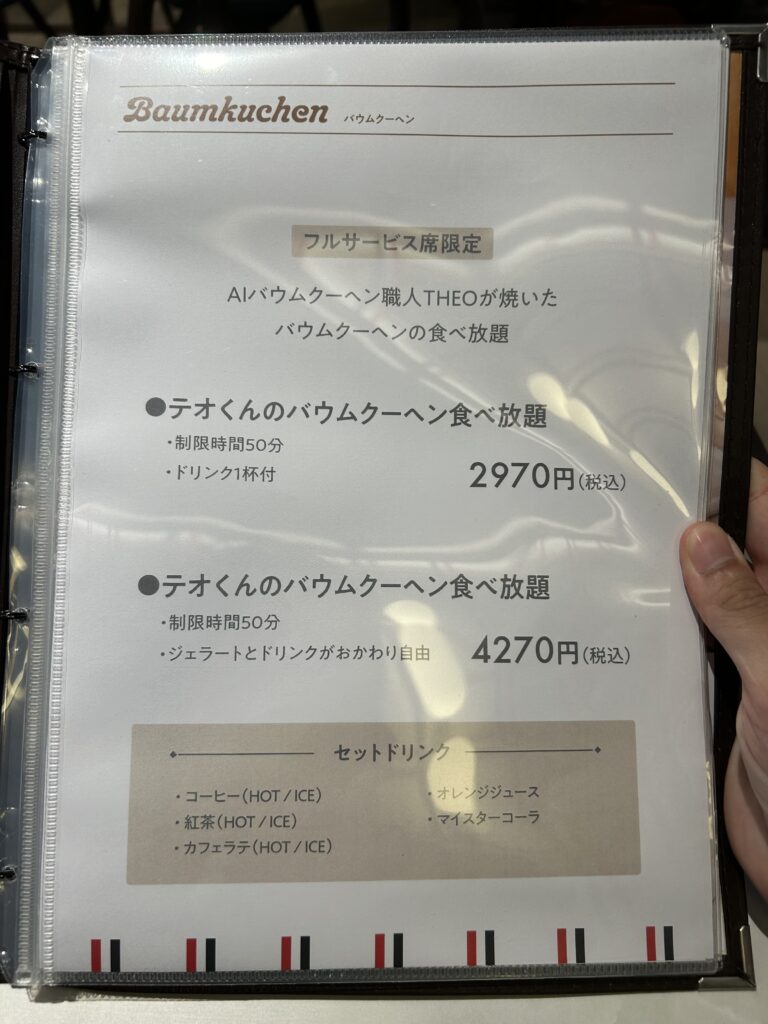 Baumkuchen バウムクーヘン
フルサービス席限定
AIバウムクーヘン職人THEOが焼いた
バウムクーヘンの食べ放題
●テオくんのバウムクーヘン食べ放題
・制限時間50分
・ドリンク1杯付 2970円(税込)
●テオくんのバウムクーヘン食べ放題
・制限時間50分
・ジェラートとドリンクがおかわり自由 4270円(税込)
セットドリンク
・コーヒー(HOT/ICE)
・紅茶(HOT/ICE)
・カフェラテ(HOT/ICE)
・オレンジジュース
・マイスターコーラ